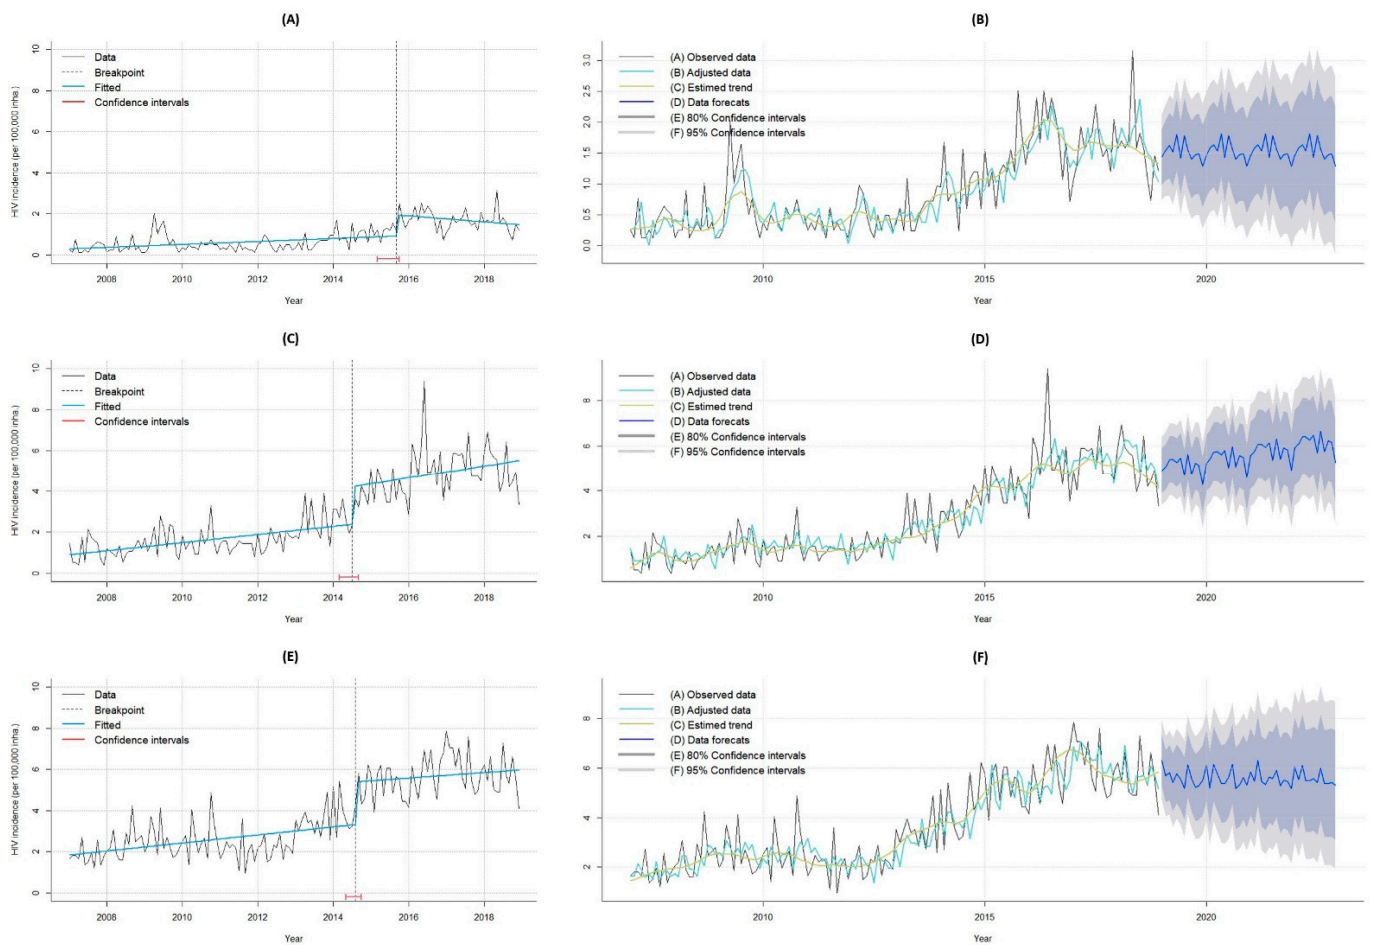 (A)
HIV incidence (per 100,000 inha.)
10
8
6
4
2
0
Data
Breakpoint
Fitted
Confidence intervals
2008 2010 2012 2014 2016 2018
Year
(B)
3.0
2.5
2.0
1.5
1.0
0.5
0.0
(A) Observed data
(B) Adjusted data
(C) Estimed trend
(D) Data forecats
(E) 80% Confidence intervals
(F) 95% Confidence intervals
2010 2015 2020
Year
(C)
HIV incidence (per 100,000 inha.)
10
8
6
4
2
0
Data
Breakpoint
Fitted
Confidence intervals
2008 2010 2012 2014 2016 2018
Year
(D)
8
6
4
2
(A) Observed data
(B) Adjusted data
(C) Estimed trend
(D) Data forecats
(E) 80% Confidence intervals
(F) 95% Confidence intervals
2010 2015 2020
Year
(E)
HIV incidence (per 100,000 inha.)
10
8
6
4
2
0
Data
Breakpoint
Fitted
Confidence intervals
2008 2010 2012 2014 2016 2018
Year
(F)
8
6
4
2
(A) Observed data
(B) Adjusted data
(C) Estimed trend
(D) Data forecats
(E) 80% Confidence intervals
(F) 95% Confidence intervals
2010 2015 2020
Year